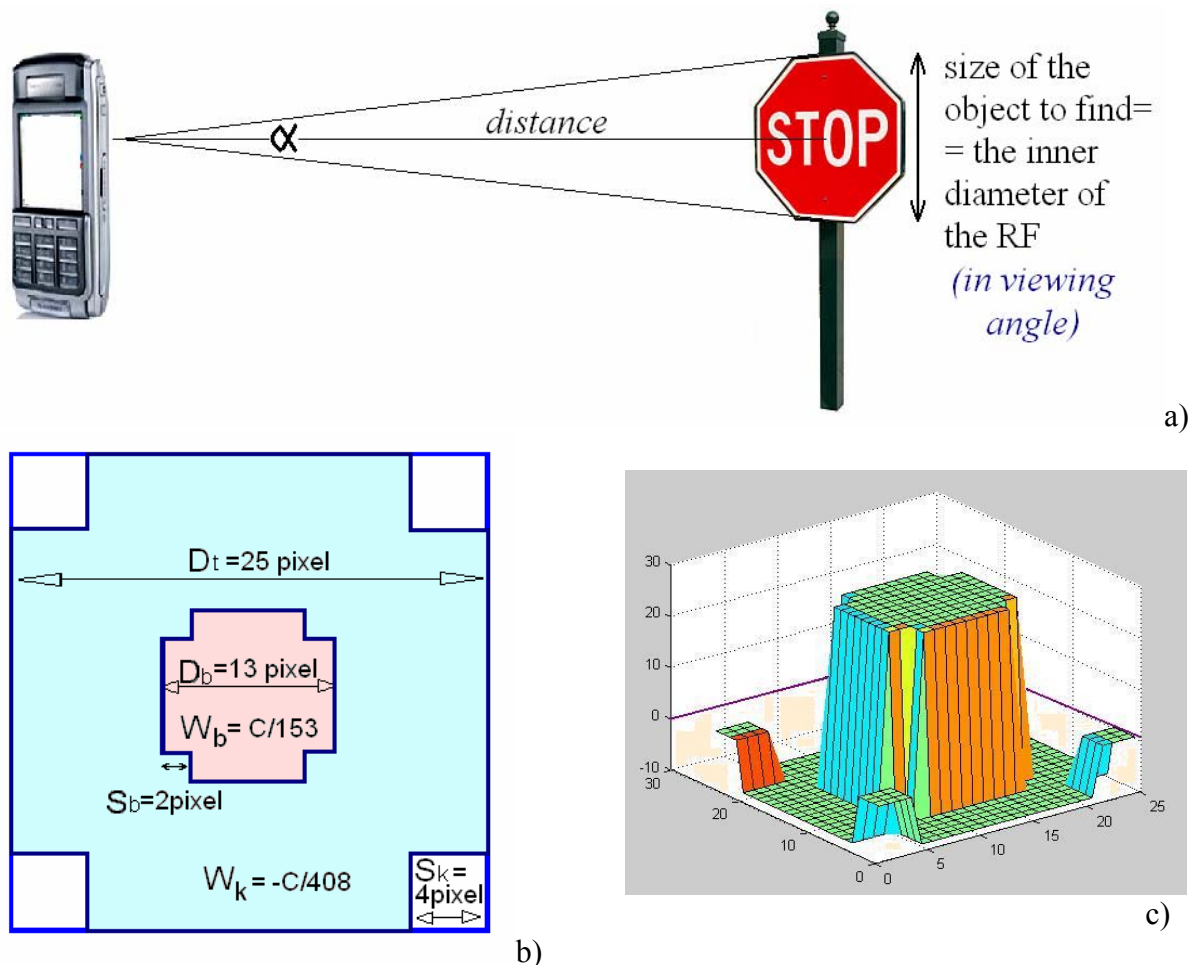 α
distance
STOP
size of the
object to find=
= the inner
diameter of
the RF
(in viewing
angle)
a)
Dt =25 pixel
Db=13 pixel
Wb= C/153
Sb=2pixel
Wk = -C/408
Sk=
4pixel
b)
30
20
10
0
-10
30
20
10
0
0
5
10
15
20
25
c)